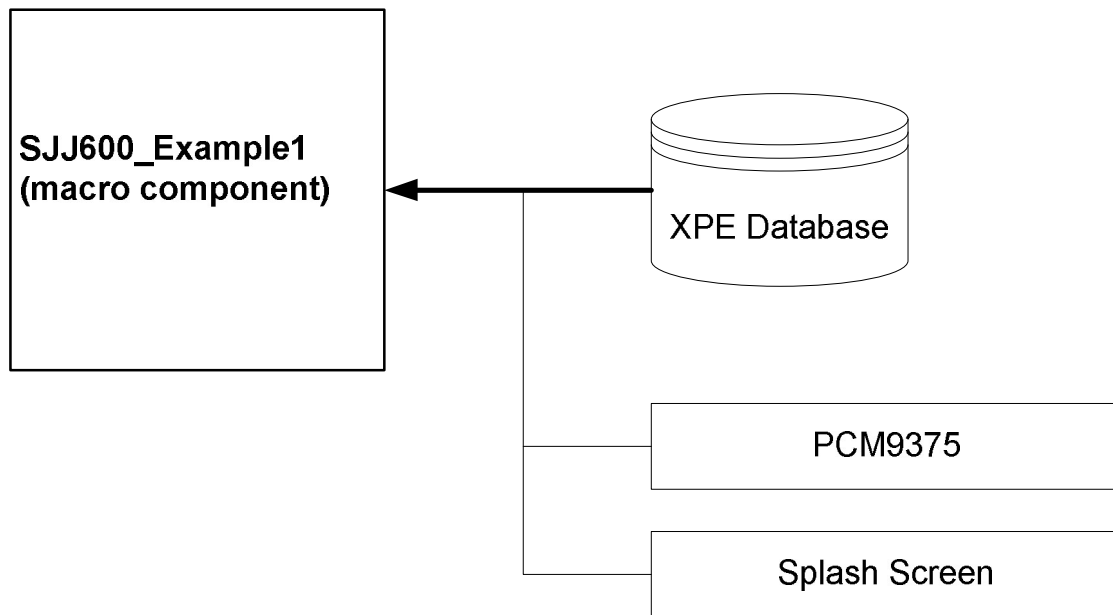 SJJ600_Example1
(macro component)
XPE Database
PCM9375
Splash Screen